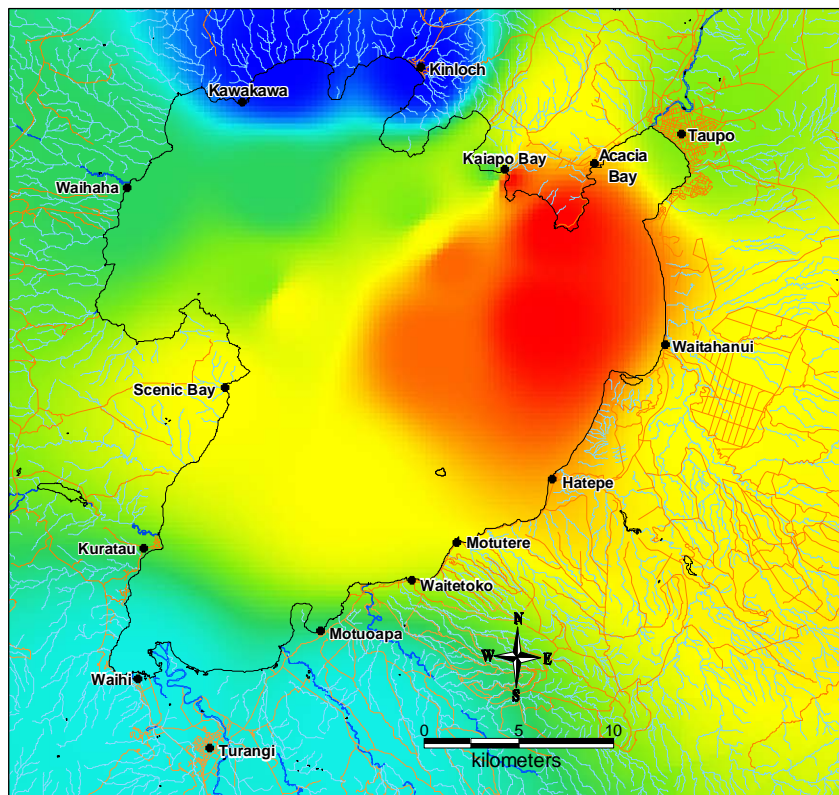 Kinloch
Kawakawa
Taupo
Kaiapo Bay
Acacia
Bay
Waihaha
Waitahanui
Scenic Bay
Hatepe
Motutere
Kuratau
Waitetoko
N
Motuoapa
W E
S
Waihi
0 5 10
Turangi
kilometers